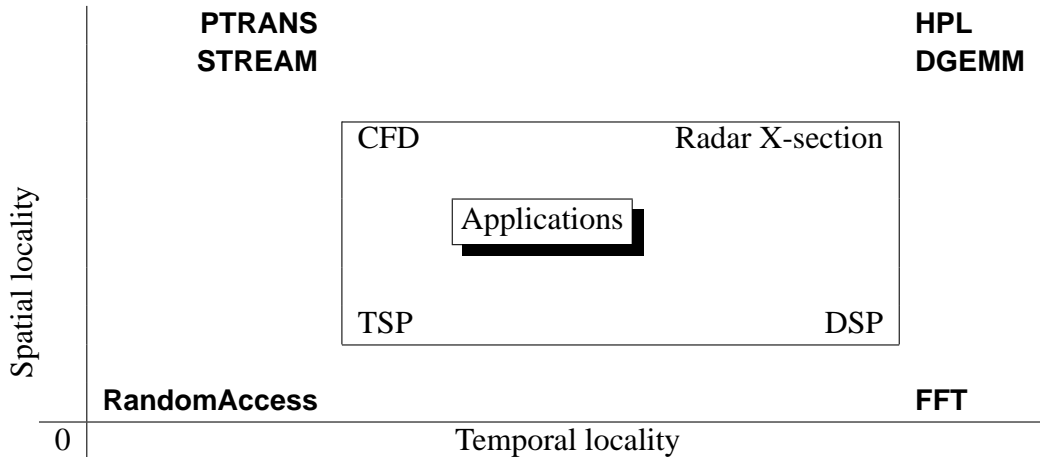 PTRANS HPL
STREAM DGEMM
CFD Radar X-section
Applications
Spatial locality
TSP DSP
RandomAccess FFT
0 Temporal locality